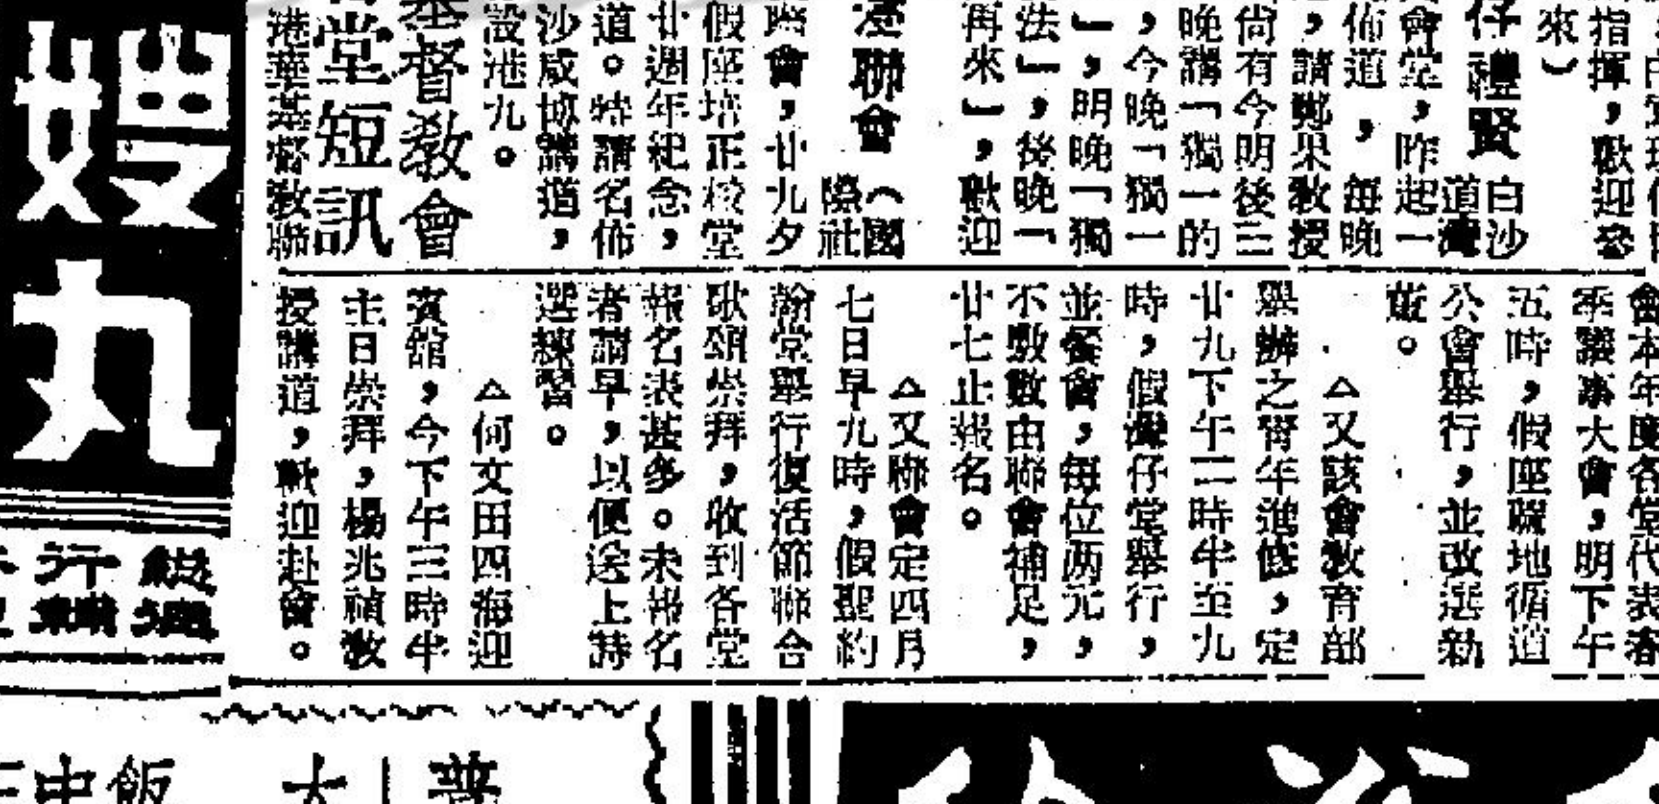 指揮，歡迎參
來）
仔禮賢
白沙
道灣
會堂，昨起一
佈道，每晚
，請鄭果教授
尚有今明後三
晚講「獨一的
，今晚「獨一
」，明晚「獨
法」，後晚「
再來」，歡迎
浸聯會
（國
際社
際會，廿九夕
假座培正校堂
廿週年紀念，
道。特請名佈
沙咸博講道，
設港九。
基督教會
堂短訊
港華基督教聯
會本年度各堂代表春
季議事大會，明下午
五時，假座地循道
公會舉行，並改選新
。
△又該會教育部
舉辦之青年進修，定
廿九下午二時半至九
時，假灣仔堂舉行，
並餐會，每位兩元，
不敷數由聯會補足，
廿七止報名。
△又聯會定四月
七日早九時，假聖約
翰堂舉行復活節聯合
歌頌崇拜，收到各堂
報名表甚多。未報名
者請早，以便送上詩
選練習。
△何文田四海迎
賓館，今下午三時半
主日崇拜，楊兆禎教
授講道，歡迎赴會。
丸
行